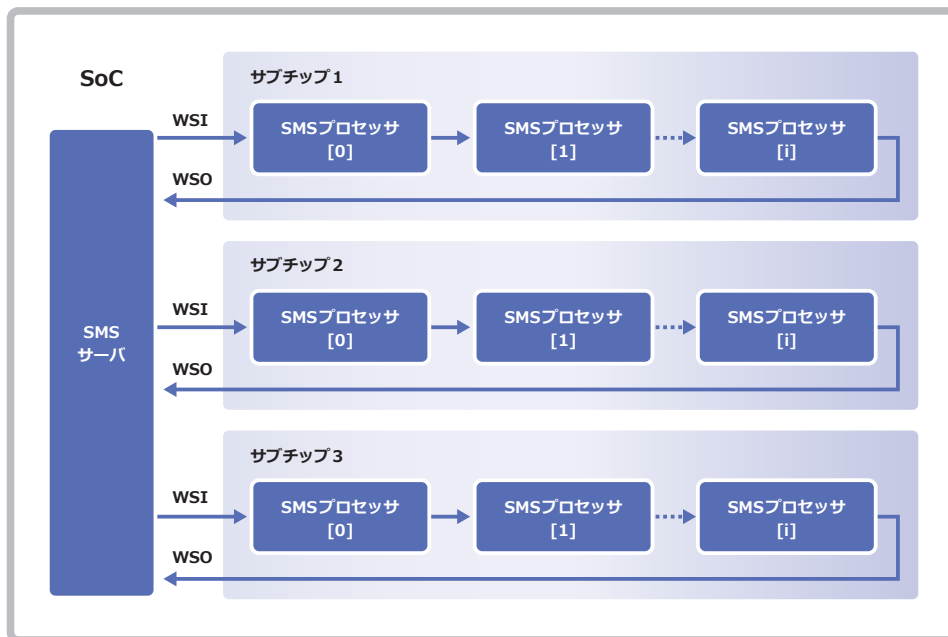 SoC
SMS
サーバ
サブチップ1
WSI
SMSプロセッサ
[0]
SMSプロセッサ
[1]
SMSプロセッサ
[i]
WSO
サブチップ2
WSI
SMSプロセッサ
[0]
SMSプロセッサ
[1]
SMSプロセッサ
[i]
WSO
サブチップ3
WSI
SMSプロセッサ
[0]
SMSプロセッサ
[1]
SMSプロセッサ
[i]
WSO